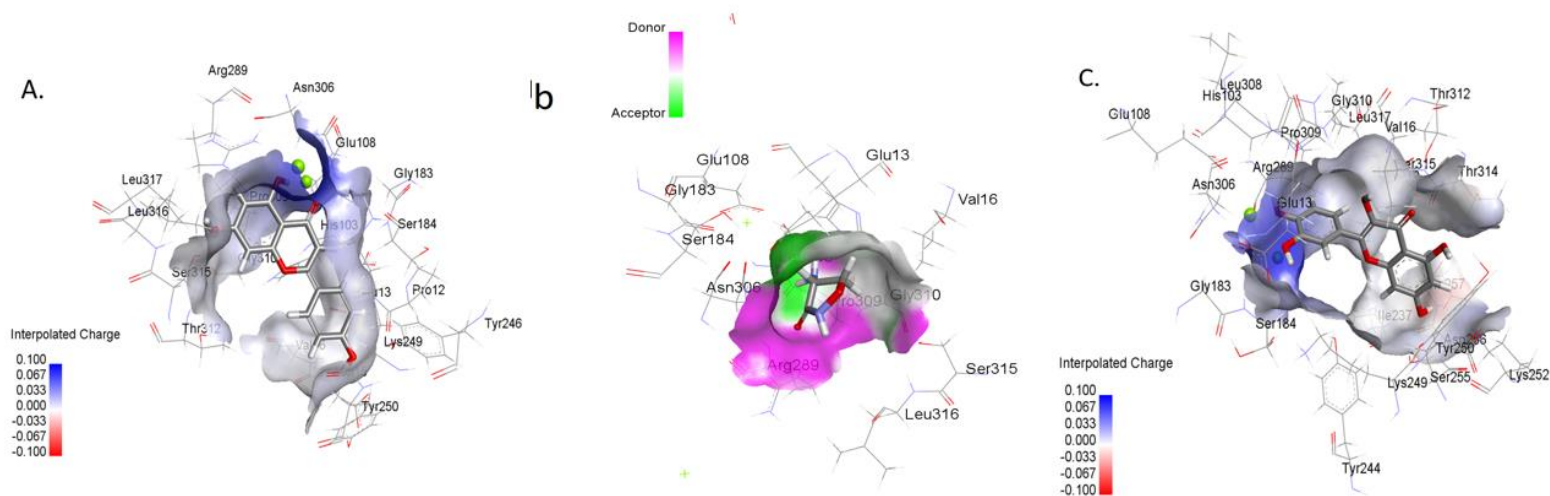 A.
Arg289
Asn306
Glu108
Gly183
Leu317
Leu316
His103
Ser184
Ser315
Pro12
Thr312
Tyr246
Lys249
Tyr250
Interpolated Charge
0.100
0.067
0.033
0.000
-0.033
-0.067
-0.100
b
Donor
Acceptor
Glu108
Glu13
Gly183
Val16
Ser184
Asn306
Pro309
Gly310
Arg289
Ser315
Leu316
C.
Leu308
His103
Glu108
Gly310
Thr312
Leu317
Pro309
Val16
Arg289
Ser315
Thr314
Asn306
Glu13
Gly183
Ile237
Ser184
Tyr250
Lys249
Ser255
Lys252
Tyr244
Interpolated Charge
0.100
0.067
0.033
0.000
-0.033
-0.067
-0.100